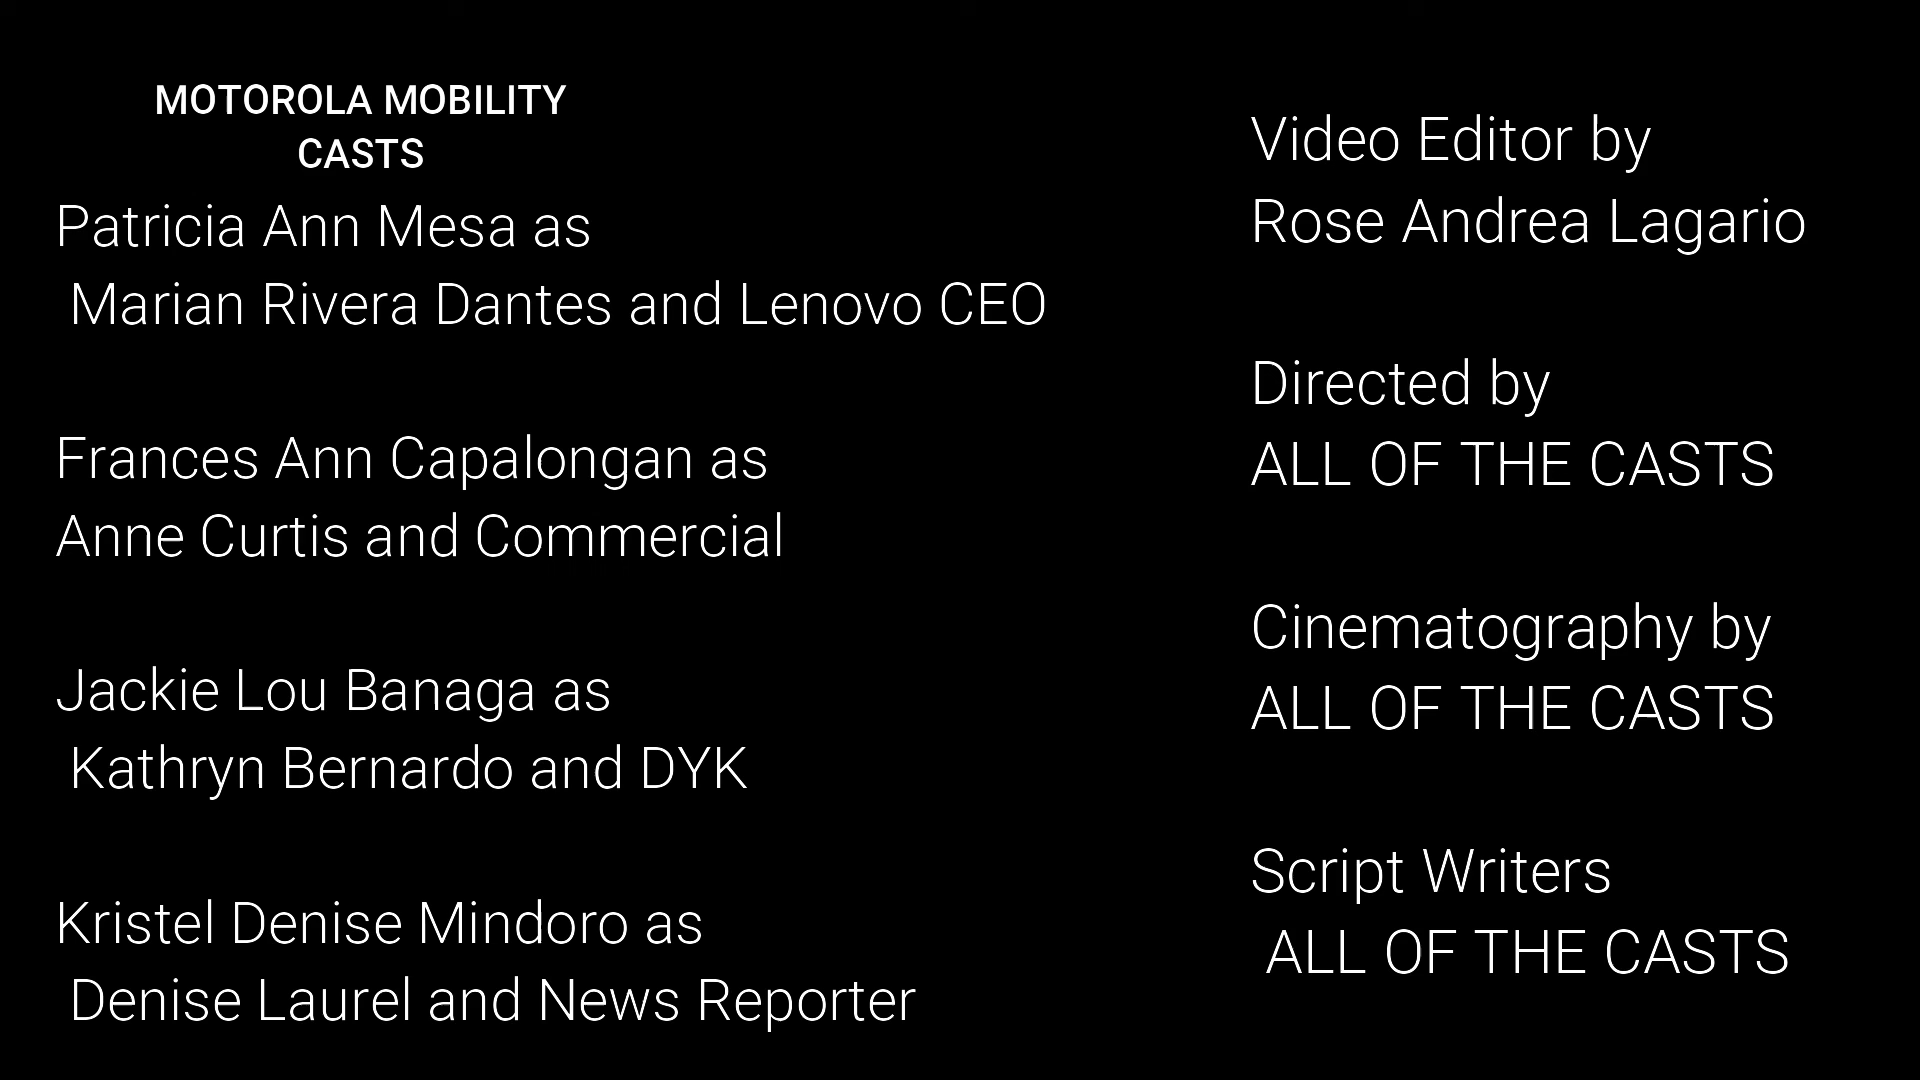 MOTOROLA MOBILITY
CASTS
Patricia Ann Mesa as
Marian Rivera Dantes and Lenovo CEO
Frances Ann Capalongan as
Anne Curtis and Commercial
Jackie Lou Banaga as
Kathryn Bernardo and DYK
Kristel Denise Mindoro as
Denise Laurel and News Reporter
Video Editor by
Rose Andrea Lagario
Directed by
ALL OF THE CASTS
Cinematography by
ALL OF THE CASTS
Script Writers
ALL OF THE CASTS